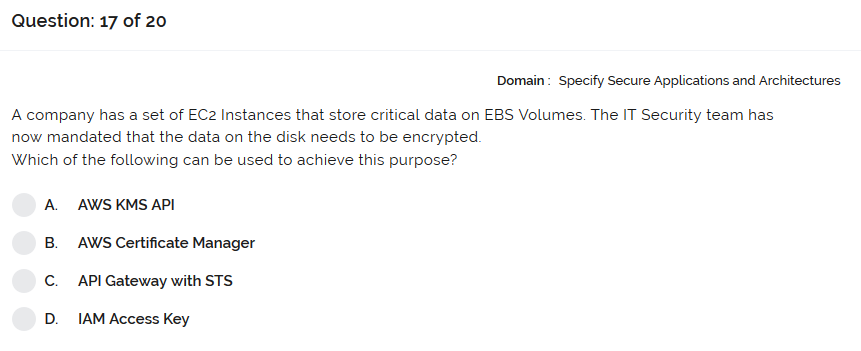 Question: 17 of 20
Domain : Specify Secure Applications and Architectures
A company has a set of EC2 Instances that store critical data on EBS Volumes. The IT Security team has
now mandated that the data on the disk needs to be encrypted.
Which of the following can be used to achieve this purpose?
A. AWS KMS API
B. AWS Certificate Manager
C. API Gateway with STS
D. IAM Access Key